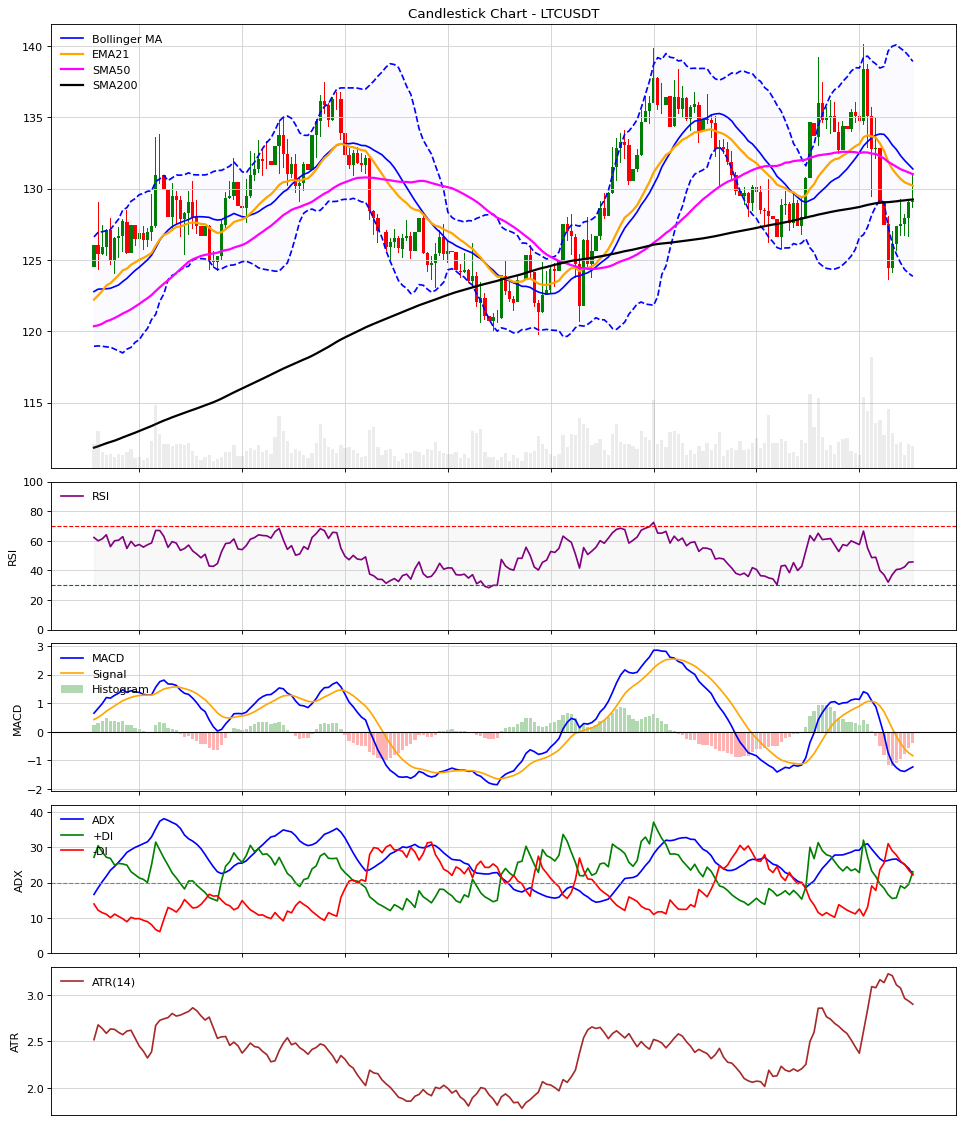 Candlestick Chart - LTCUSDT
Bollinger MA
EMA21
SMA50
SMA200
140
135
130
125
120
115
RSI
RSI
100
80
60
40
20
0
MACD
Signal
Histogram
MACD
3
2
1
0
−1
−2
ADX
+DI
-DI
ADX
40
30
20
10
0
ATR(14)
ATR
3.0
2.5
2.0